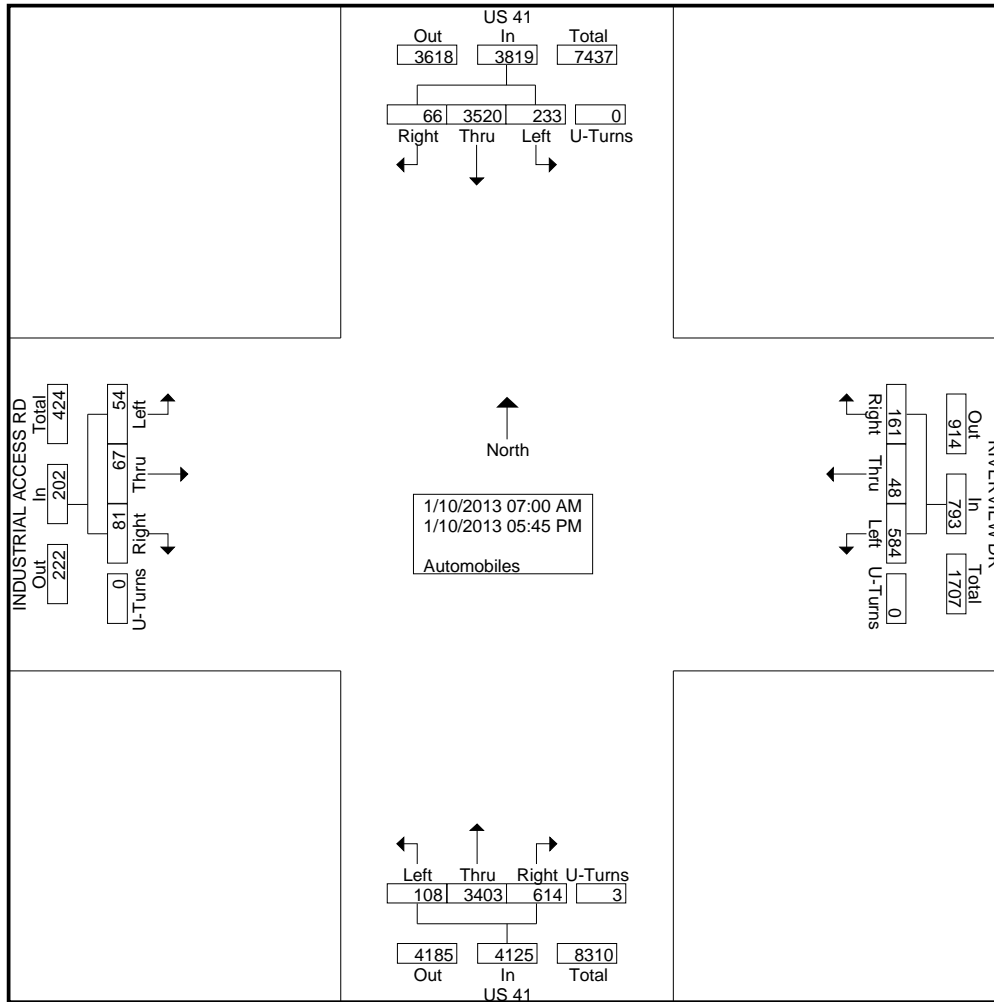 US 41
Out In Total
3618 3819 7437
66 3520 233 0
Right Thru Left U-Turns
INDUSTRIAL ACCESS RD
Total In Out
424 202 222
54 67 81 0
Left Thru Right U-Turns
North
1/10/2013 07:00 AM
1/10/2013 05:45 PM
Automobiles
Right Thru Left U-Turns
161 48 584 0
Out In Total
914 793 1707
RIVERVIEW DR
Left Thru Right U-Turns
108 3403 614 3
4185 4125 8310
Out In Total
US 41